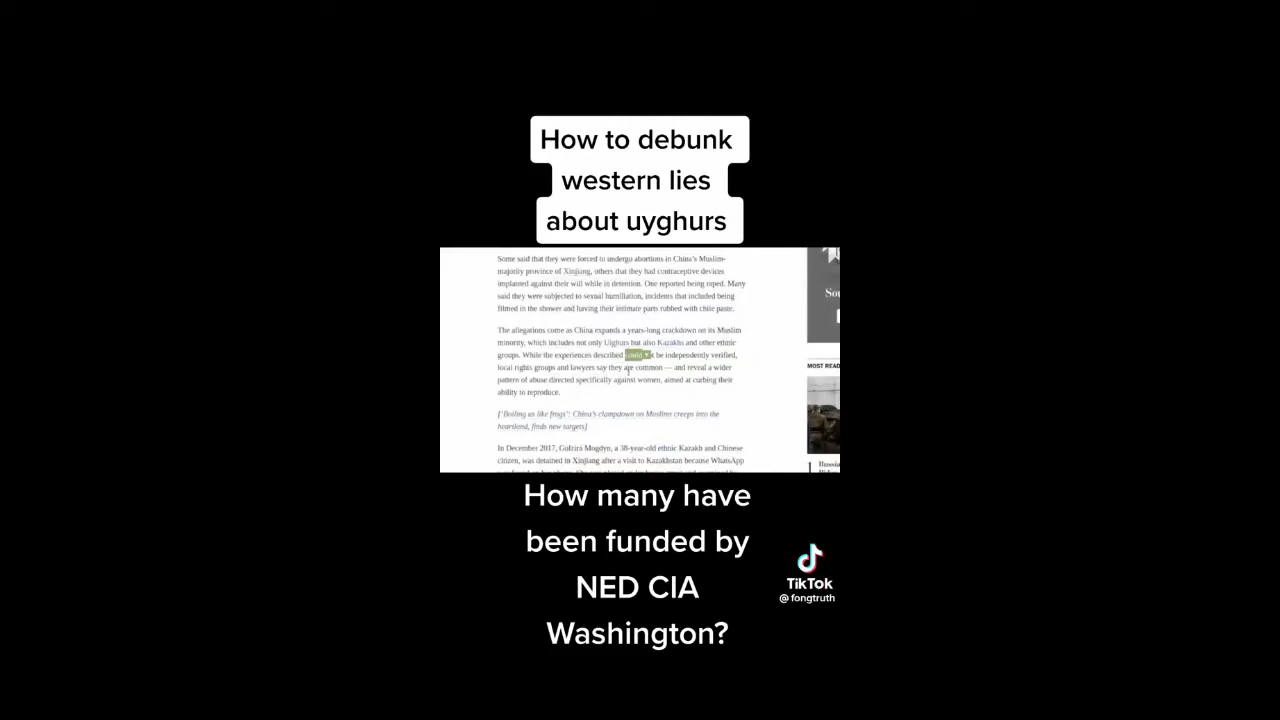 How to debunk
western lies
about uyghurs
Some said that they were forced to undergo abortions in China's Muslim-
majority province of Xinjiang, others that they had contraceptive devices
implanted against their will while in detention. One reported being raped. Many
said they were subjected to sexual humiliation, incidents that included being
filmed in the shower and having their intimate parts rubbed with chile paste.
The allegations come as China expands a years-long crackdown on its Muslim
minority, which includes not only Uighurs but also Kazakhs and other ethnic
groups. While the experiences described could be independently verified,
local rights groups and lawyers say they are common — and reveal a wider
pattern of abuse directed specifically against women, aimed at curbing their
ability to reproduce.
['Boiling us like frogs': China's clampdown on Muslims creeps into the
heartland, finds new targets]
In December 2017, Gulzira Mogdyn, a 38-year-old ethnic Kazakh and Chinese
citizen, was detained in Xinjiang after a visit to Kazakhstan because WhatsApp
MOST READ
How many have
been funded by
NED CIA
Washington?
TikTok
@fongtruth